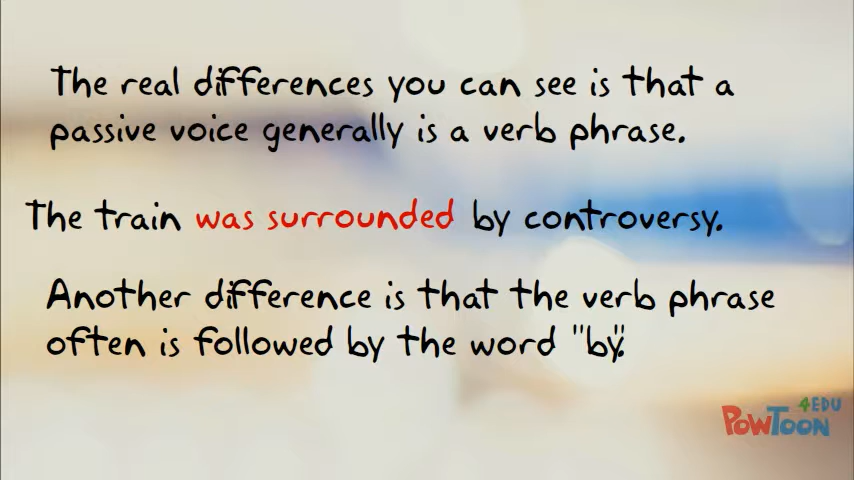 The real differences you can see is that a
passive voice generally is a verb phrase.
The train was surrounded by controversy.
Another difference is that the verb phrase
often is followed by the word "by".
4EDU
POWTOON